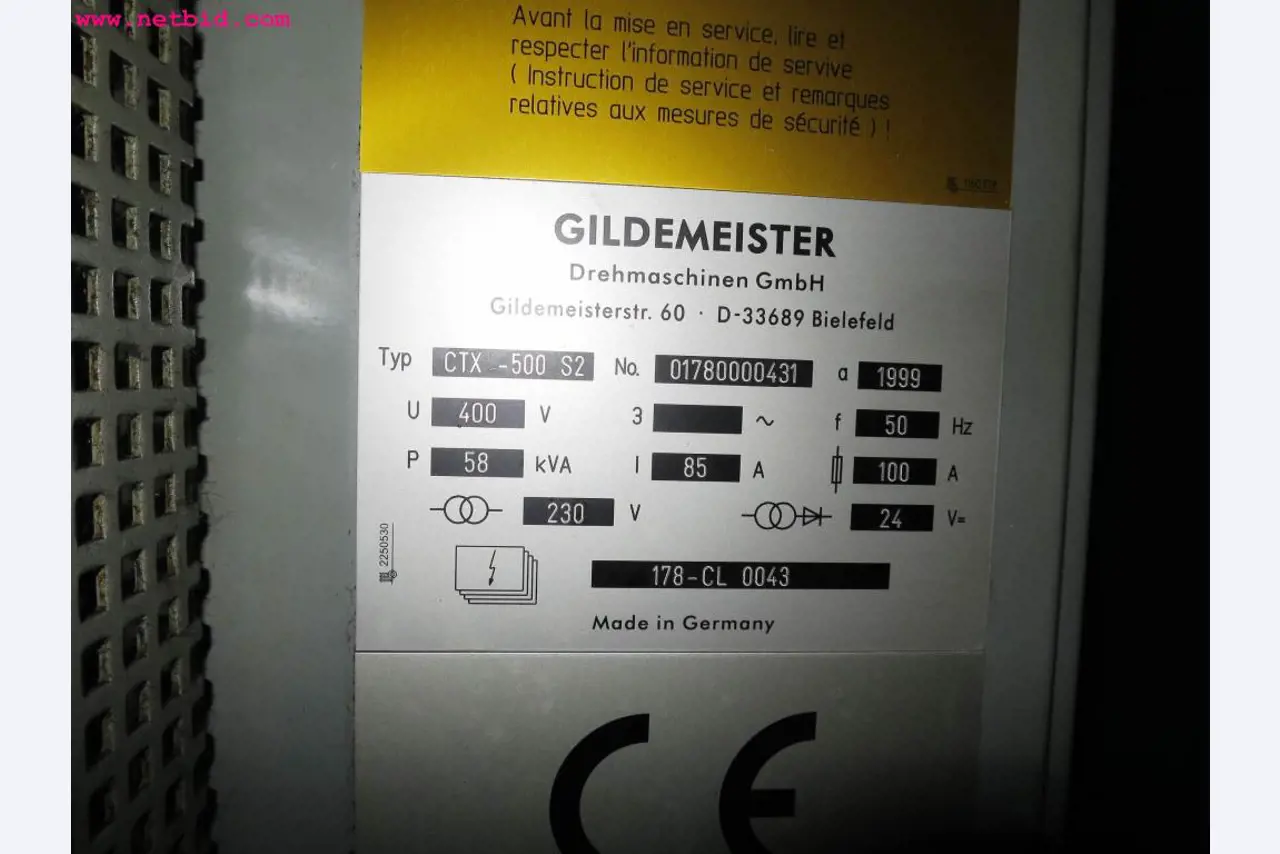 www.netbid.com
Avant la mise en service, lire et
respecter l'information de servive
( Instruction de service et remarques
relatives aux mesures de sécurité ) !
GILDEMEISTER
Drehmaschinen GmbH
Gildemeisterstr. 60 · D-33689 Bielefeld
Typ CTX -500 S2 No. 01780000431 a 1999
U 400 V 3 ~ f 50 Hz
P 58 kVA I 85 A 100 A
230 V 24 V=
2250530
178-CL 0043
Made in Germany
CE